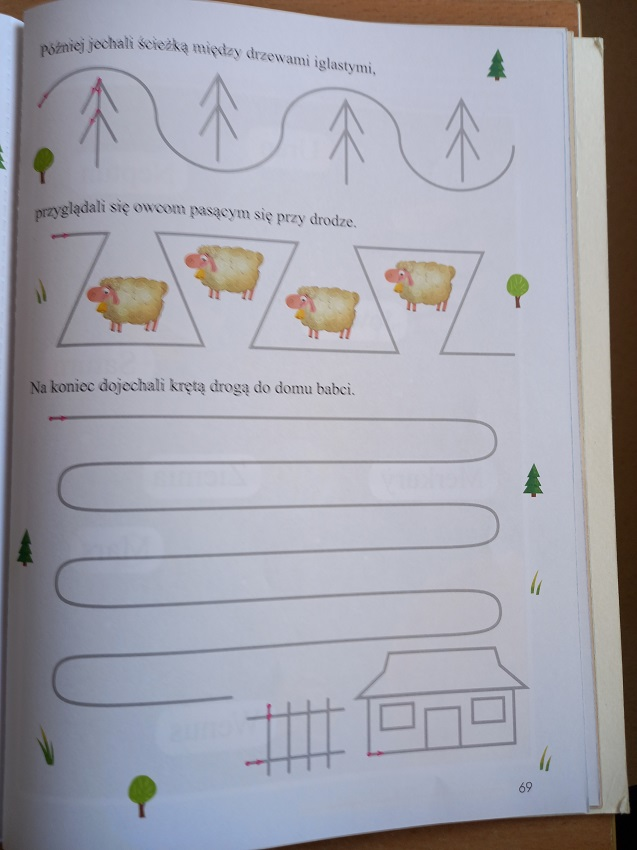 Później jechali ścieżką między drzewami iglastymi,
przyglądali się owcom pasącym się przy drodze.
Na koniec dojechali krętą drogą do domu babci.
69